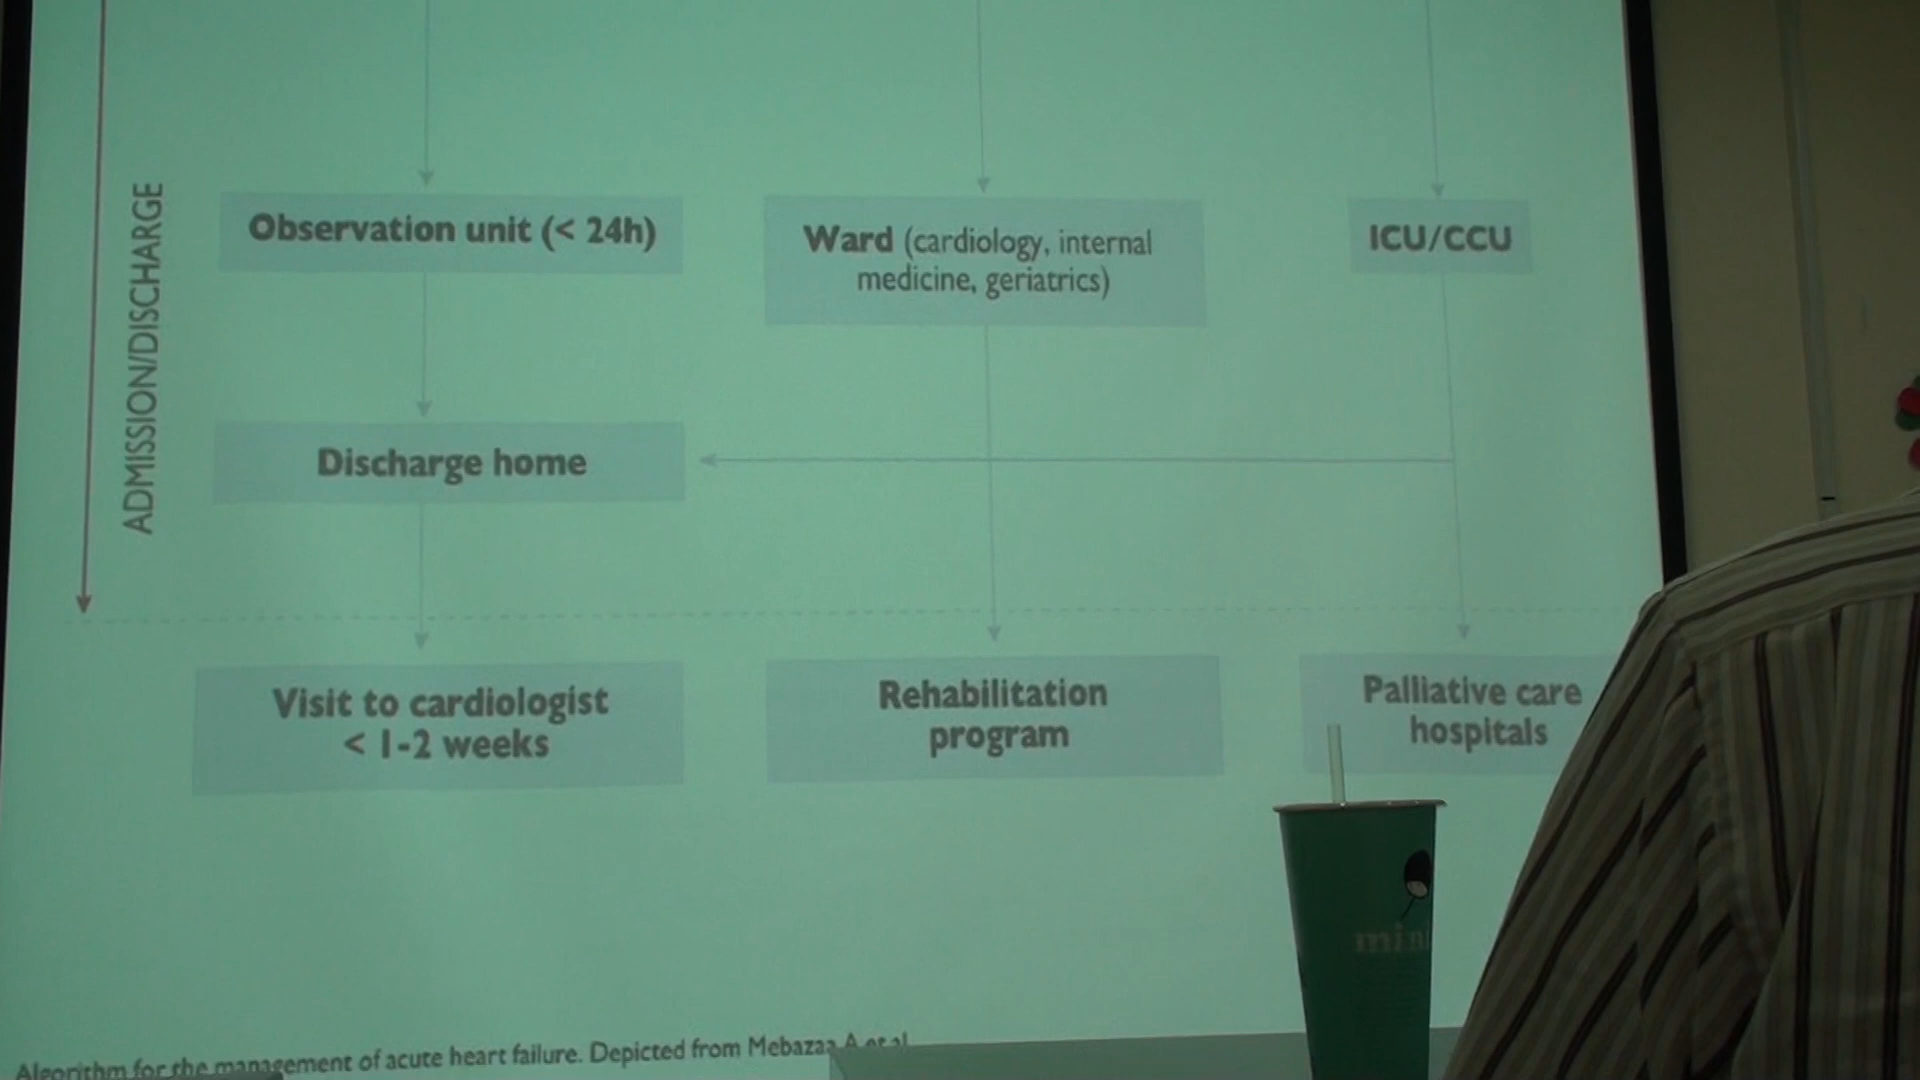 ADMISSION/DISCHARGE
Observation unit (< 24h)
Ward (cardiology, internal
medicine, geriatrics)
ICU/CCU
Discharge home
Visit to cardiologist
< 1-2 weeks
Rehabilitation
program
Palliative care
hospitals
Algorithm for the management of acute heart failure. Depicted from Mebazaa A et al